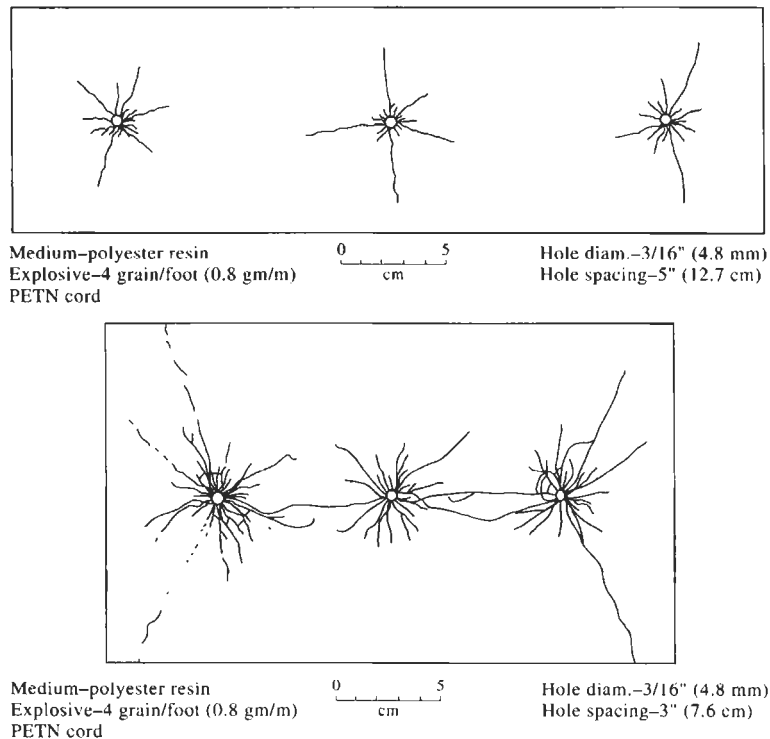 Medium-polyester resin
Explosive-4 grain/foot (0.8 gm/m)
PETN cord
0 5
cm
Hole diam.-3/16" (4.8 mm)
Hole spacing-5" (12.7 cm)
Medium-polyester resin
Explosive-4 grain/foot (0.8 gm/m)
PETN cord
0 5
cm
Hole diam.-3/16" (4.8 mm)
Hole spacing-3" (7.6 cm)